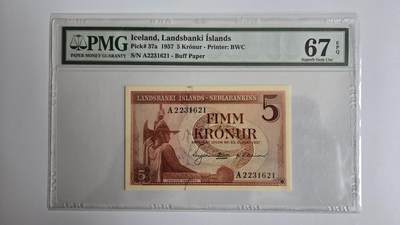 PMG
PAPER MONEY GUARANTY
Iceland, Landsbanki Íslands
Pick# 37a 1957 5 Krónur - Printer: BWC
S/N A2231621 - Buff Paper
67 EPQ
Superb Gem Unc
LANDSBANKI ÍSLANDS - SEÐLABANKINN
A2231621
5
FIMM
KRÓNUR
5
A2231621